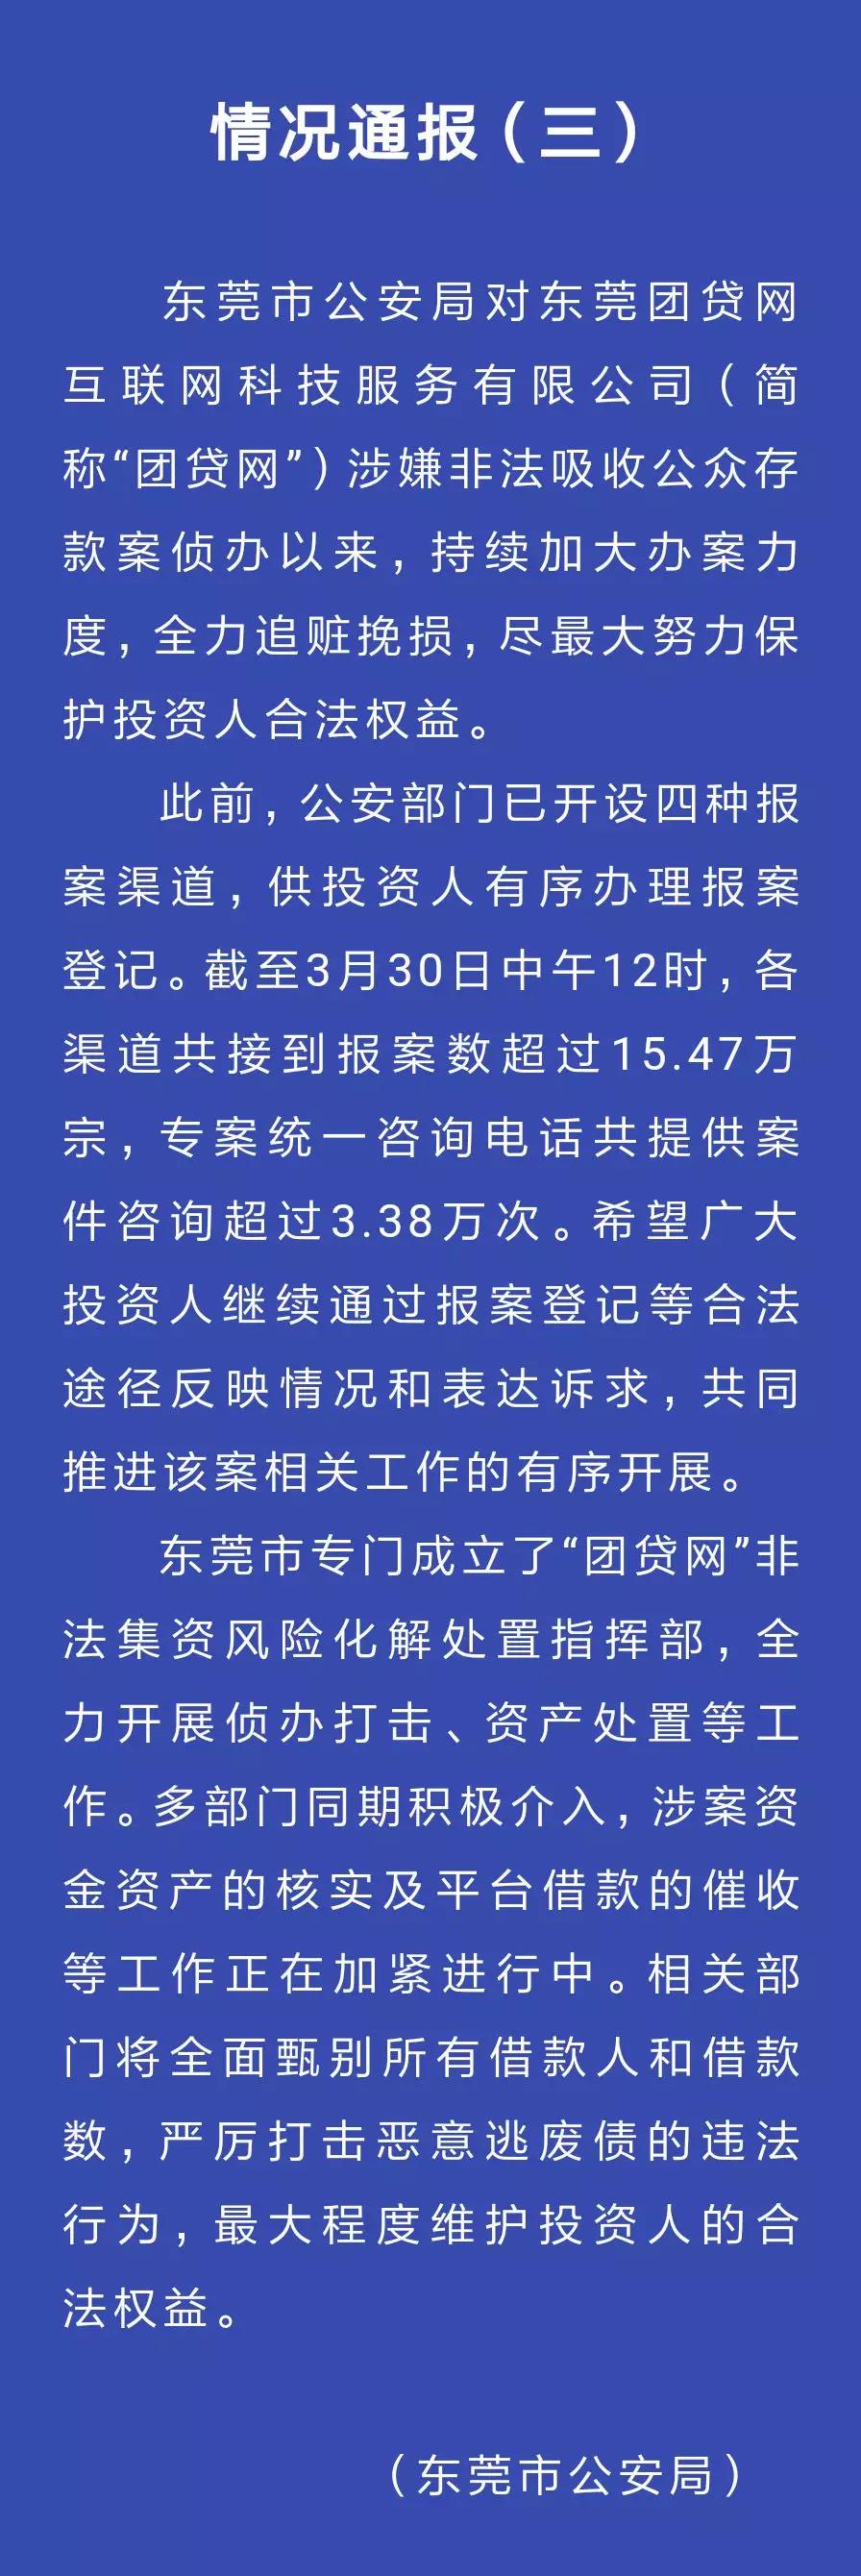 情况通报（三）
东莞市公安局对东莞团贷网
互联网科技服务有限公司（简
称“团贷网”）涉嫌非法吸收公众存
款案侦办以来，持续加大办案力
度，全力追赃挽损，尽最大努力保
护投资人合法权益。
此前，公安部门已开设四种报
案渠道，供投资人有序办理报案
登记。截至3月30日中午12时，各
渠道共接到报案数超过15.47万
宗，专案统一咨询电话共提供案
件咨询超过3.38万次。希望广大
投资人继续通过报案登记等合法
途径反映情况和表达诉求，共同
推进该案相关工作的有序开展。
东莞市专门成立了“团贷网”非
法集资风险化解处置指挥部，全
力开展侦办打击、资产处置等工
作。多部门同期积极介入，涉案资
金资产的核实及平台借款的催收
等工作正在加紧进行中。相关部
门将全面甄别所有借款人和借款
数，严厉打击恶意逃废债的违法
行为，最大程度维护投资人的合
法权益。
（东莞市公安局）